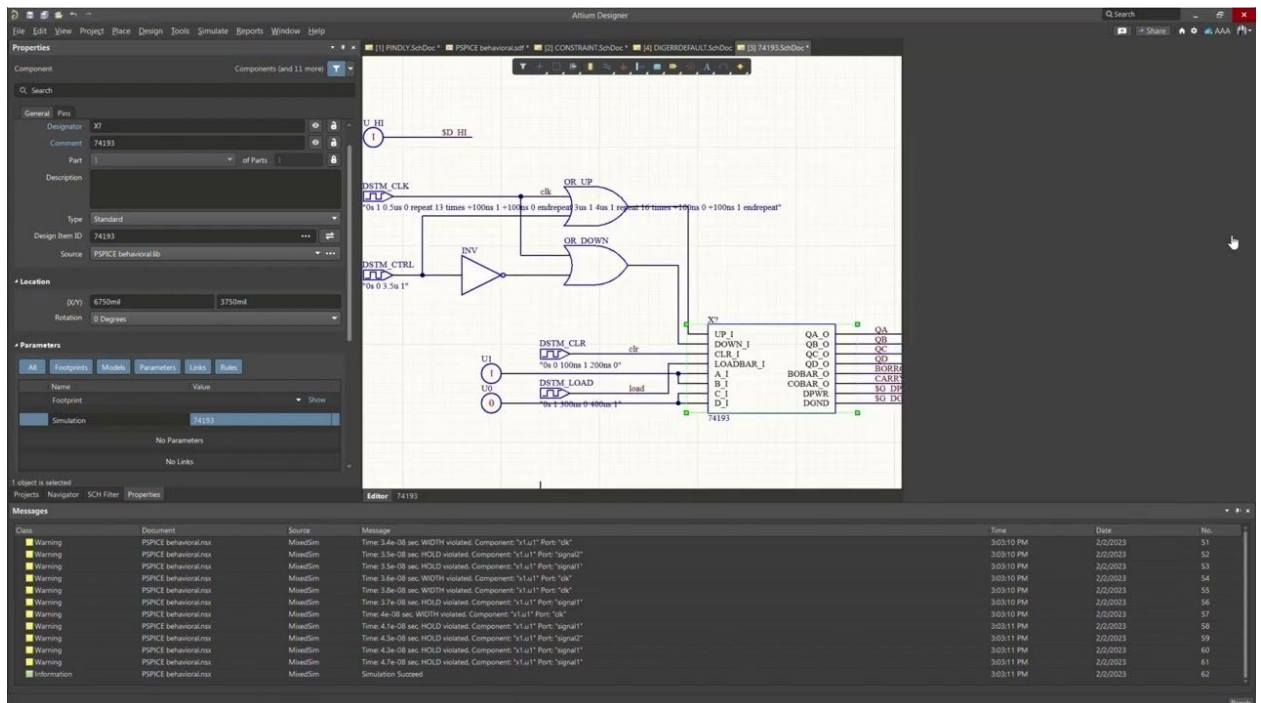 Altium Designer
Search
File Edit View Project Place Design Tools Simulate Reports Window Help
Share
AAA
Properties
[1] PINDLY.SchDoc * PSPICE behavioral.sdf * [2] CONSTRAINT.SchDoc * [4] DIGERRDEFAULT.SchDoc [3] 74193.SchDoc *
Component
Components (and 11 more)
Search
General Pins
Designator X?
Comment 74193
Part 1 of Parts 1
Description
Type Standard
Design Item ID 74193
Source PSPICE behavioral.lib
Location
(X/Y) 6750mil 3750mil
Rotation 0 Degrees
Parameters
All Footprints Models Parameters Links Rules
Name Value
Footprint Show
Simulation 74193
No Parameters
No Links
1 object is selected
Projects Navigator SCH Filter Properties
U_HI
1
$D_HI
DSTM_CLK
clk
OR_UP
"0s 1 0.5us 0 repeat 13 times +100ns 1 +100ns 0 endrepeat 3us 1 4us 1 repeat 16 times +100ns 0 +100ns 1 endrepeat"
OR_DOWN
INV
DSTM_CTRL
"0s 0 3.5u 1"
X?
DSTM_CLR
clr
"0s 0 100ns 1 200ns 0"
U1
1
DSTM_LOAD
load
"0s 1 300ns 0 400ns 1"
U0
0
UP_I QA_O QA
DOWN_I QB_O QB
CLR_I QC_O QC
LOADBAR_I QD_O QD
A_I BOBAR_O BORR
B_I COBAR_O CARR
C_I DPWR $G_DP
D_I DGND $G_DG
74193
Editor 74193
Messages
Class Document Source Message Time Date No.
Warning PSPICE behavioral.nsx MixedSim Time: 3.4e-08 sec. WIDTH violated. Component: "x1.u1" Port: "clk" 3:03:10 PM 2/2/2023 51
Warning PSPICE behavioral.nsx MixedSim Time: 3.5e-08 sec. HOLD violated. Component: "x1.u1" Port: "signal2" 3:03:10 PM 2/2/2023 52
Warning PSPICE behavioral.nsx MixedSim Time: 3.5e-08 sec. HOLD violated. Component: "x1.u1" Port: "signal1" 3:03:10 PM 2/2/2023 53
Warning PSPICE behavioral.nsx MixedSim Time: 3.6e-08 sec. WIDTH violated. Component: "x1.u1" Port: "clk" 3:03:10 PM 2/2/2023 54
Warning PSPICE behavioral.nsx MixedSim Time: 3.8e-08 sec. WIDTH violated. Component: "x1.u1" Port: "clk" 3:03:10 PM 2/2/2023 55
Warning PSPICE behavioral.nsx MixedSim Time: 3.7e-08 sec. HOLD violated. Component: "x1.u1" Port: "signal1" 3:03:10 PM 2/2/2023 56
Warning PSPICE behavioral.nsx MixedSim Time: 4e-08 sec. WIDTH violated. Component: "x1.u1" Port: "clk" 3:03:10 PM 2/2/2023 57
Warning PSPICE behavioral.nsx MixedSim Time: 4.1e-08 sec. HOLD violated. Component: "x1.u1" Port: "signal1" 3:03:11 PM 2/2/2023 58
Warning PSPICE behavioral.nsx MixedSim Time: 4.3e-08 sec. HOLD violated. Component: "x1.u1" Port: "signal2" 3:03:11 PM 2/2/2023 59
Warning PSPICE behavioral.nsx MixedSim Time: 4.3e-08 sec. HOLD violated. Component: "x1.u1" Port: "signal1" 3:03:11 PM 2/2/2023 60
Warning PSPICE behavioral.nsx MixedSim Time: 4.7e-08 sec. HOLD violated. Component: "x1.u1" Port: "signal1" 3:03:11 PM 2/2/2023 61
Information PSPICE behavioral.nsx MixedSim Simulation Succeed 3:03:11 PM 2/2/2023 62